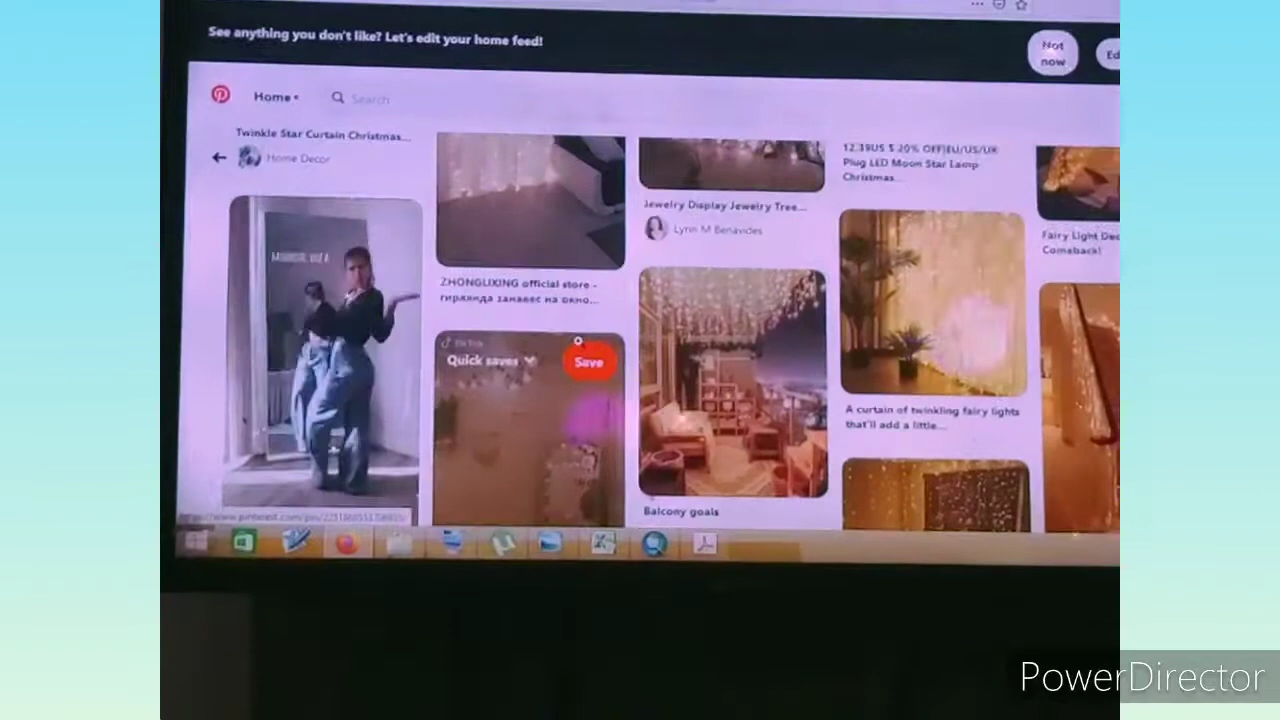 See anything you don't like? Let's edit your home feed!
Not
now
Ed
Home
Search
Twinkle Star Curtain Christmas...
Home Decor
12.39US $ 20% OFF|EU/US/UK
Plug LED Moon Star Lamp
Christmas...
Jewelry Display Jewelry Tree...
Lynn M Benavides
Fairy Light Dec
Comeback!
ZHONGLIXING official store -
гирлянда занавес на окно...
TikTok
Quick saves
Save
A curtain of twinkling fairy lights
that'll add a little...
Balcony goals
PowerDirector